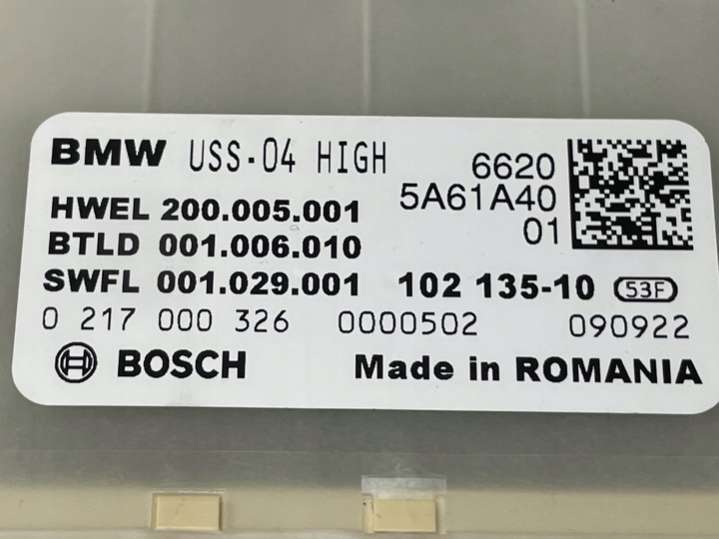 BMW USS-04 HIGH 6620
HWEL 200.005.001 5A61A40
BTLD 001.006.010 01
SWFL 001.029.001 102 135-10 53F
0 217 000 326 0000502 090922
BOSCH Made in ROMANIA